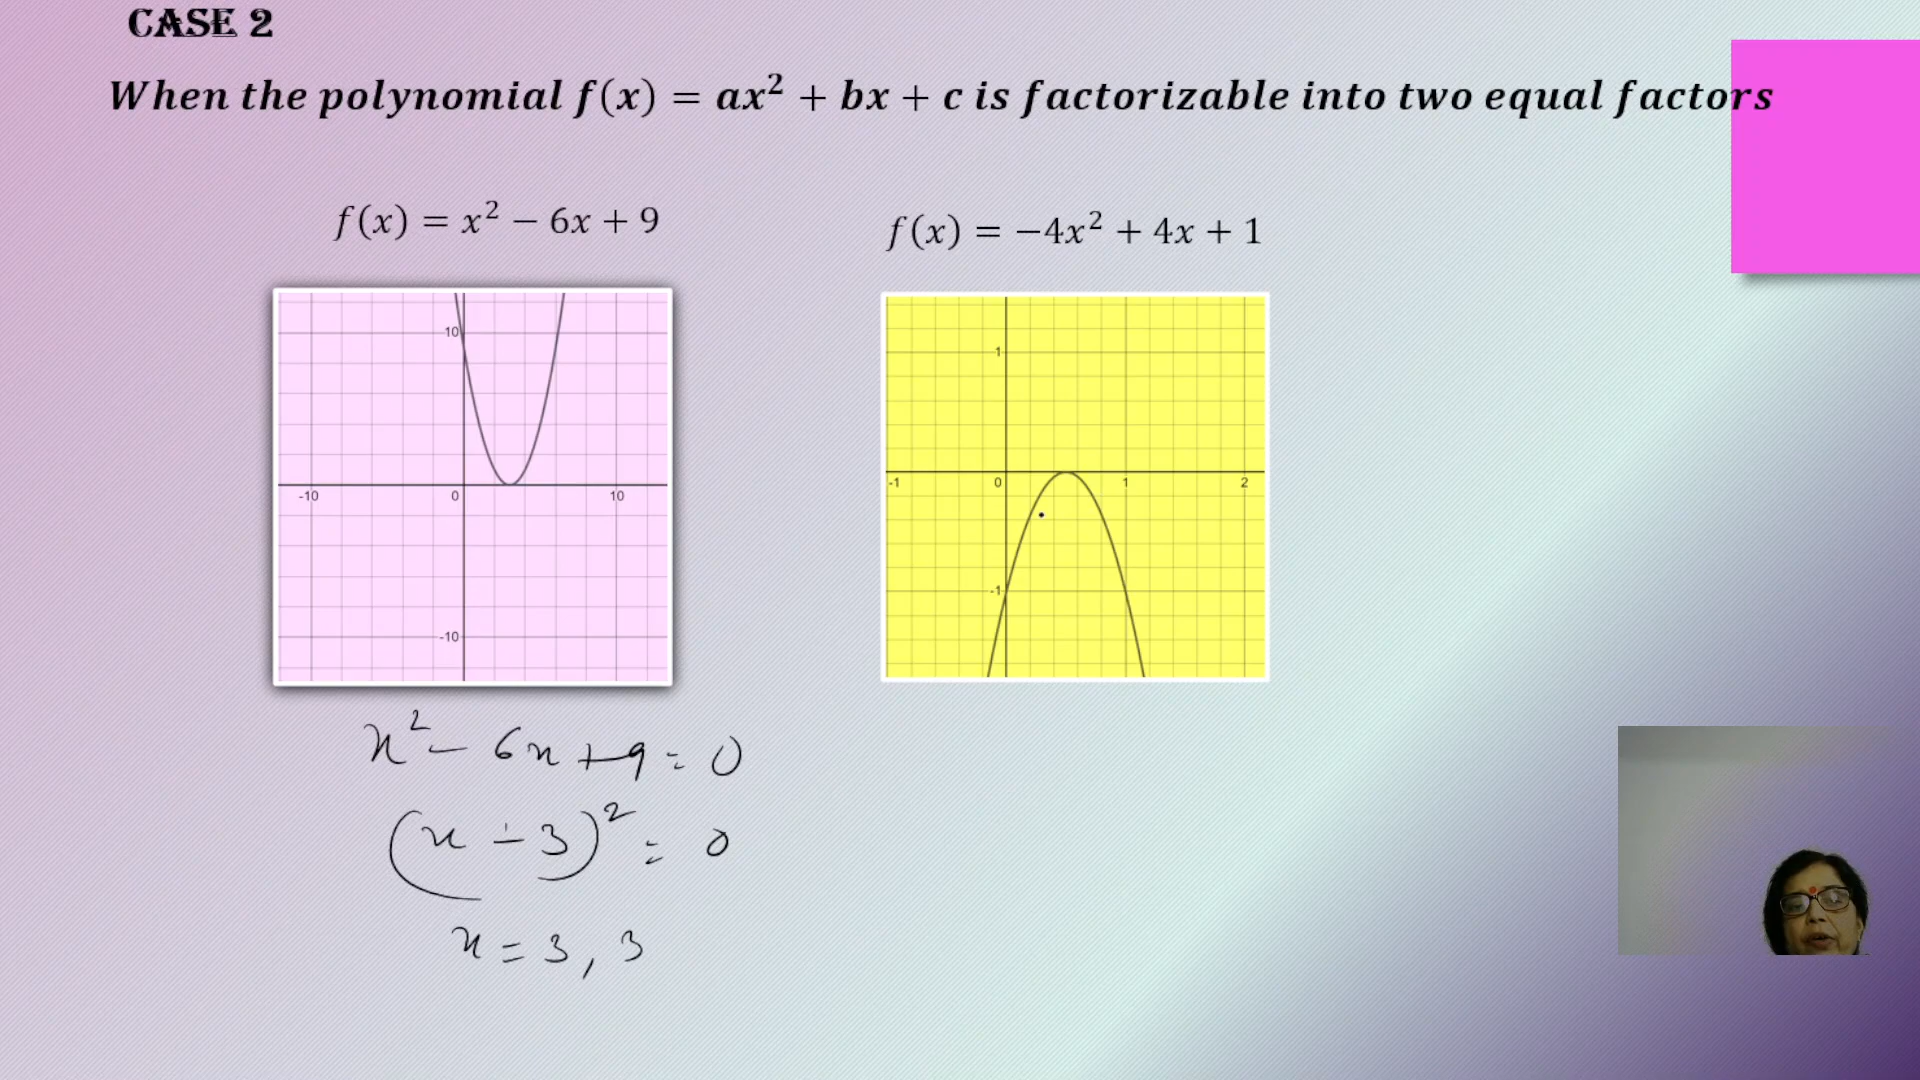 CASE 2
When the polynomial f(x) = ax² + bx + c is factorizable into two equal factors
f(x) = x² − 6x + 9
f(x) = −4x² + 4x + 1
10
-10 0 10
-10
1
-1 0 1 2
-1
x² − 6x + 9 = 0
(x − 3)² = 0
x = 3, 3